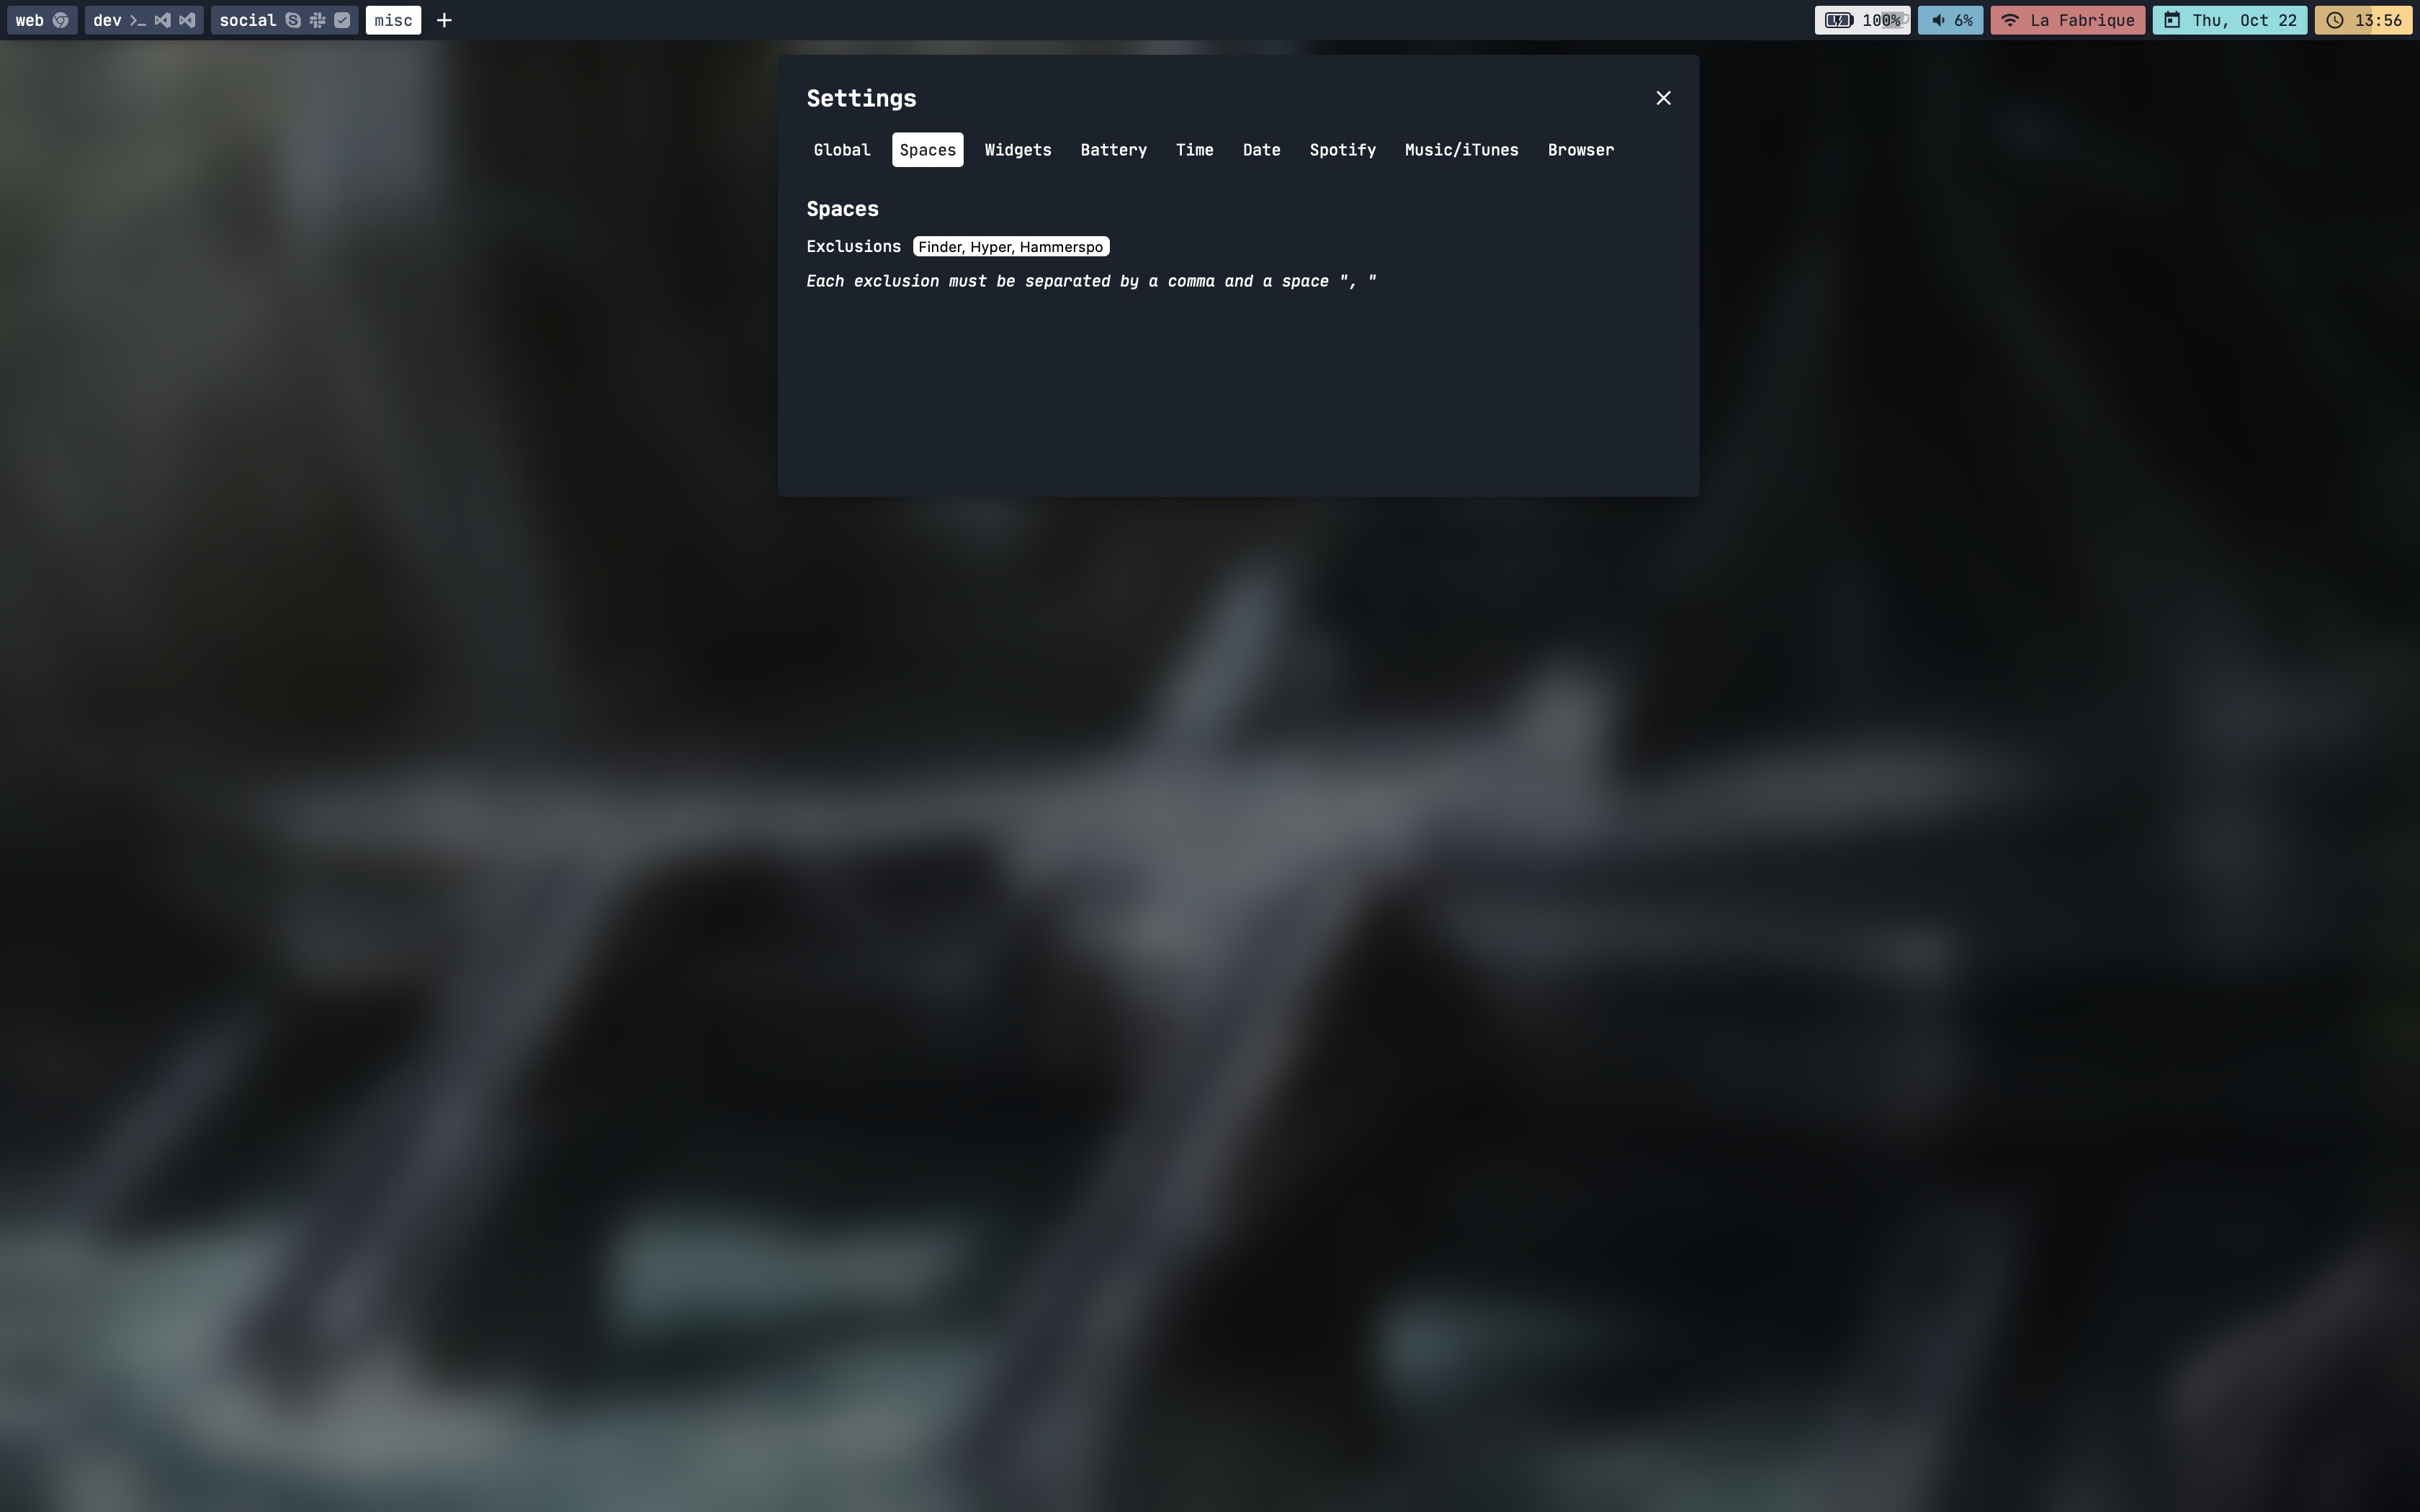 web dev social misc + 100% 6% La Fabrique Thu, Oct 22 13:56
Settings
Global Spaces Widgets Battery Time Date Spotify Music/iTunes Browser
Spaces
Exclusions Finder, Hyper, Hammerspo
Each exclusion must be separated by a comma and a space ", "